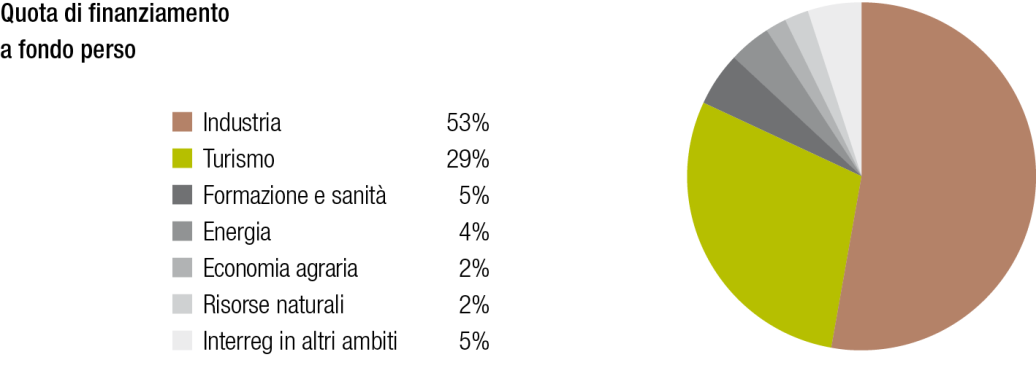 Quota di finanziamento
a fondo perso
Industria 53%
Turismo 29%
Formazione e sanità 5%
Energia 4%
Economia agraria 2%
Risorse naturali 2%
Interreg in altri ambiti 5%